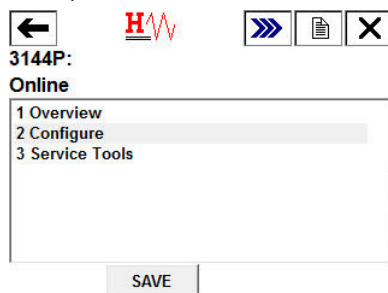 H
3144P:
Online
1 Overview
2 Configure
3 Service Tools
SAVE